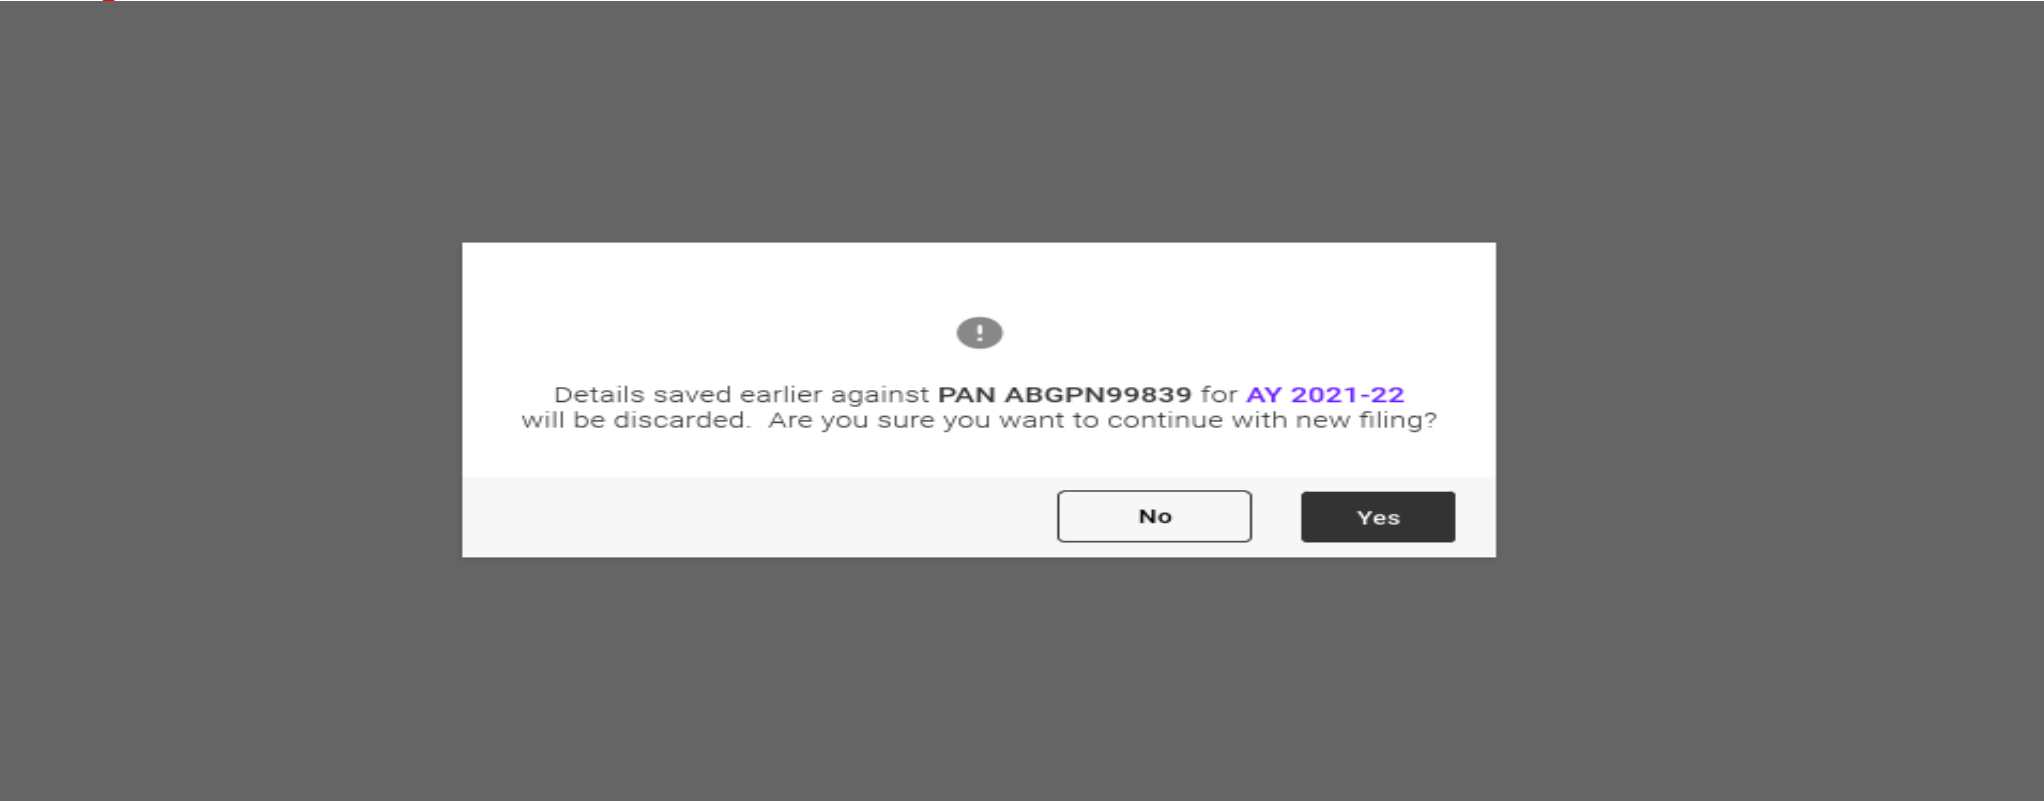 !
Details saved earlier against PAN ABGPN99839 for AY 2021-22
will be discarded.  Are you sure you want to continue with new filing?
No
Yes